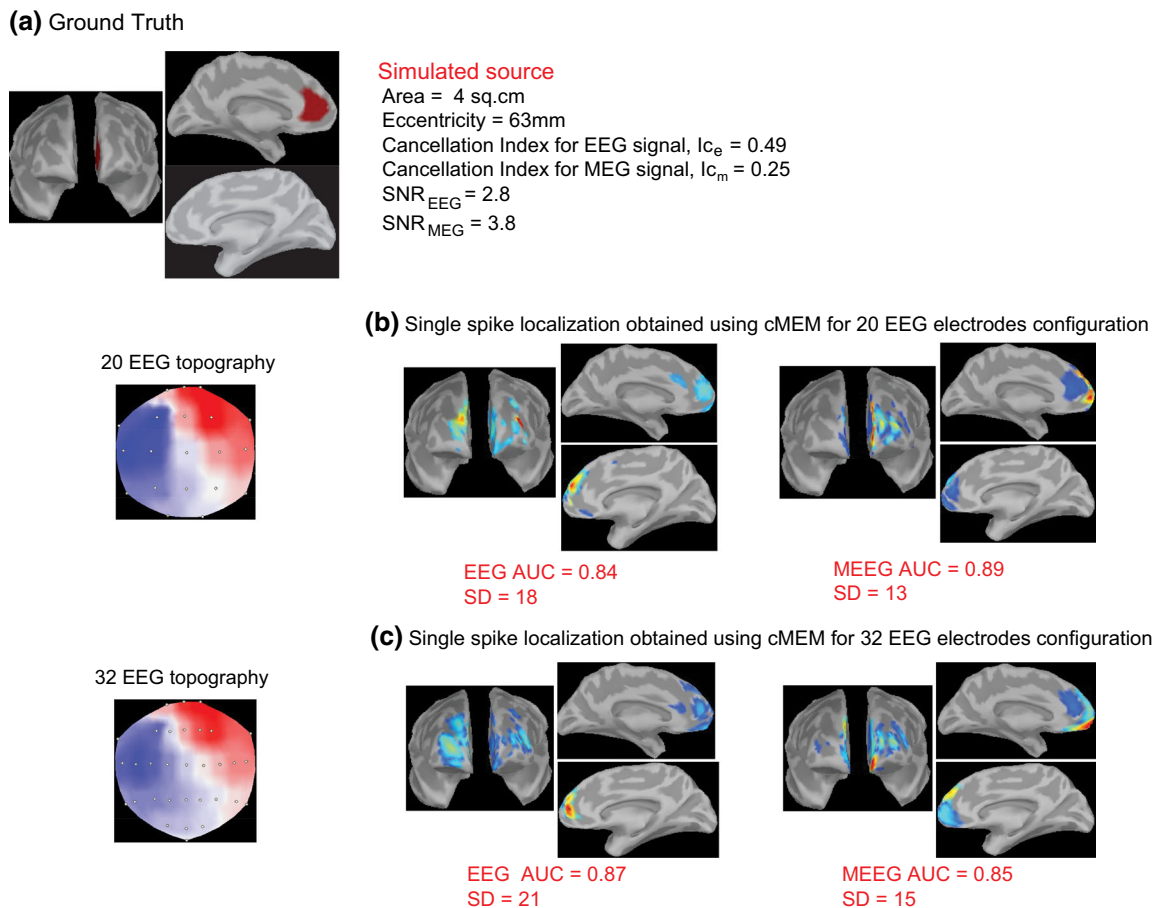 (a) Ground Truth
Simulated source
Area = 4 sq.cm
Eccentricity = 63mm
Cancellation Index for EEG signal, Ic_e = 0.49
Cancellation Index for MEG signal, Ic_m = 0.25
SNR_EEG = 2.8
SNR_MEG = 3.8
(b) Single spike localization obtained using cMEM for 20 EEG electrodes configuration
20 EEG topography
EEG AUC = 0.84
SD = 18
MEEG AUC = 0.89
SD = 13
(c) Single spike localization obtained using cMEM for 32 EEG electrodes configuration
32 EEG topography
EEG AUC = 0.87
SD = 21
MEEG AUC = 0.85
SD = 15